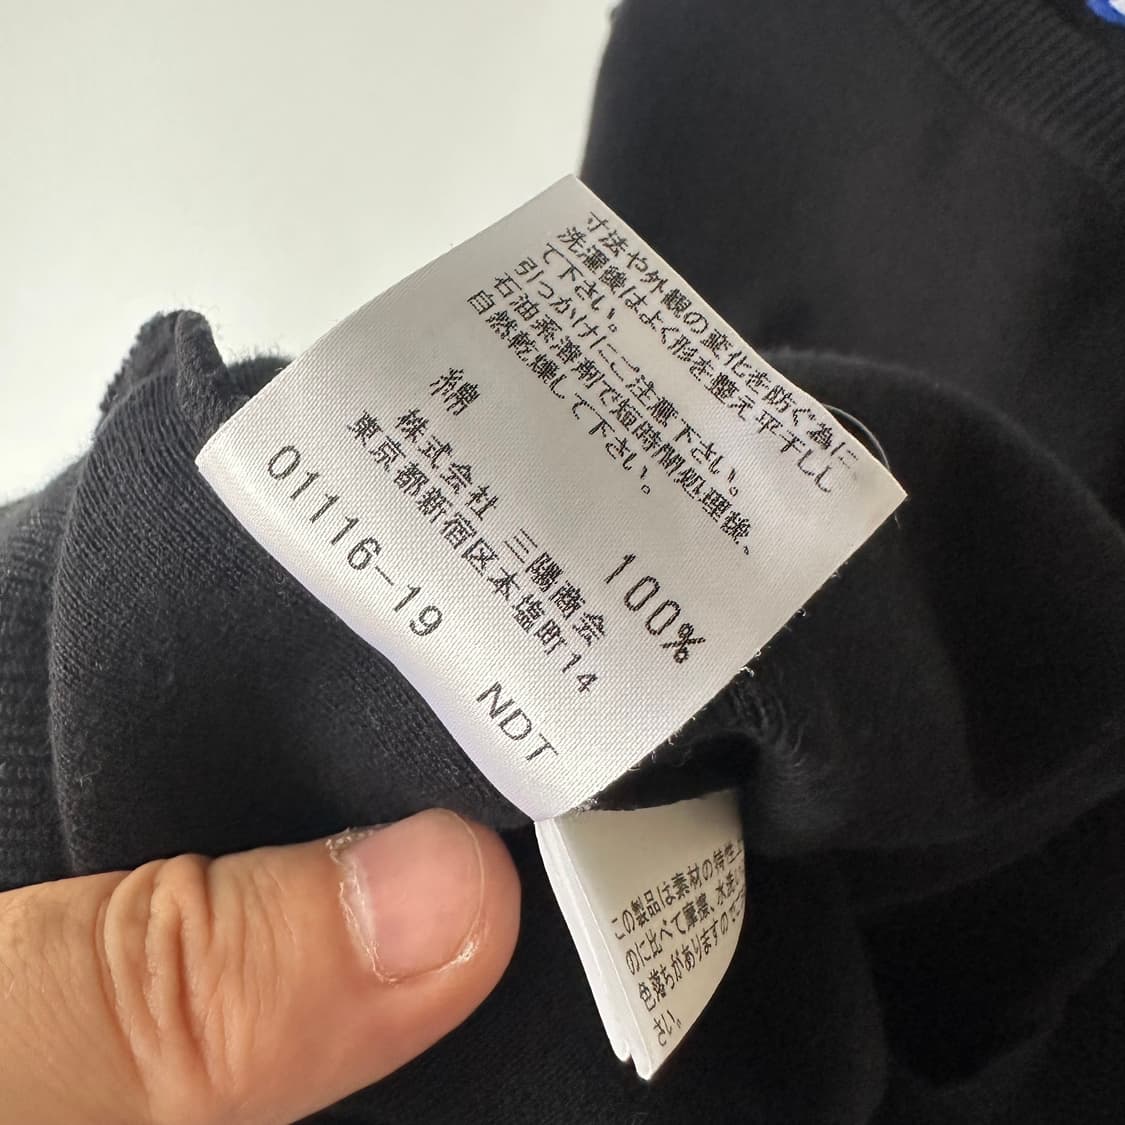 寸法や外観の変化を防ぐ為に
洗濯後はよく形を整え平干しし
て下さい。
引っかけにご注意下さい。
石油系溶剤で短時間処理後、
自然乾燥して下さい。
綿 100%
株式会社 三陽商会
東京都新宿区本塩町14
01116-19 NDT
この製品は素材の特性上
のに比べて摩擦、水洗い
色落ちがありますので
さい。